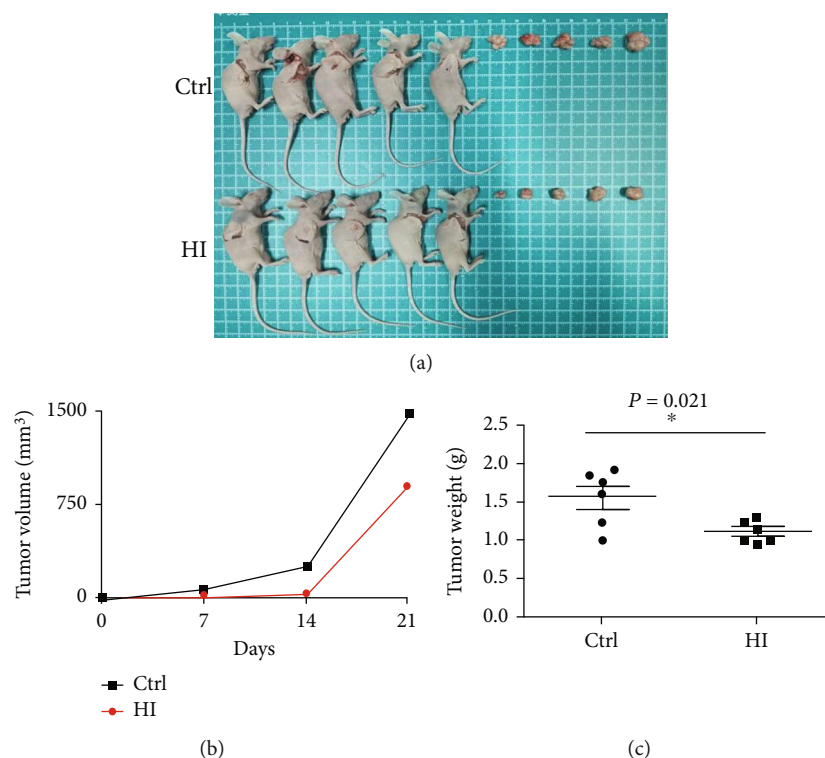 Ctrl
HI
(a)
1500
750
0
Tumor volume (mm³)
0 7 14 21
Days
Ctrl
HI
(b)
P = 0.021
*
2.5
2.0
1.5
1.0
0.5
0.0
Tumor weight (g)
Ctrl HI
(c)